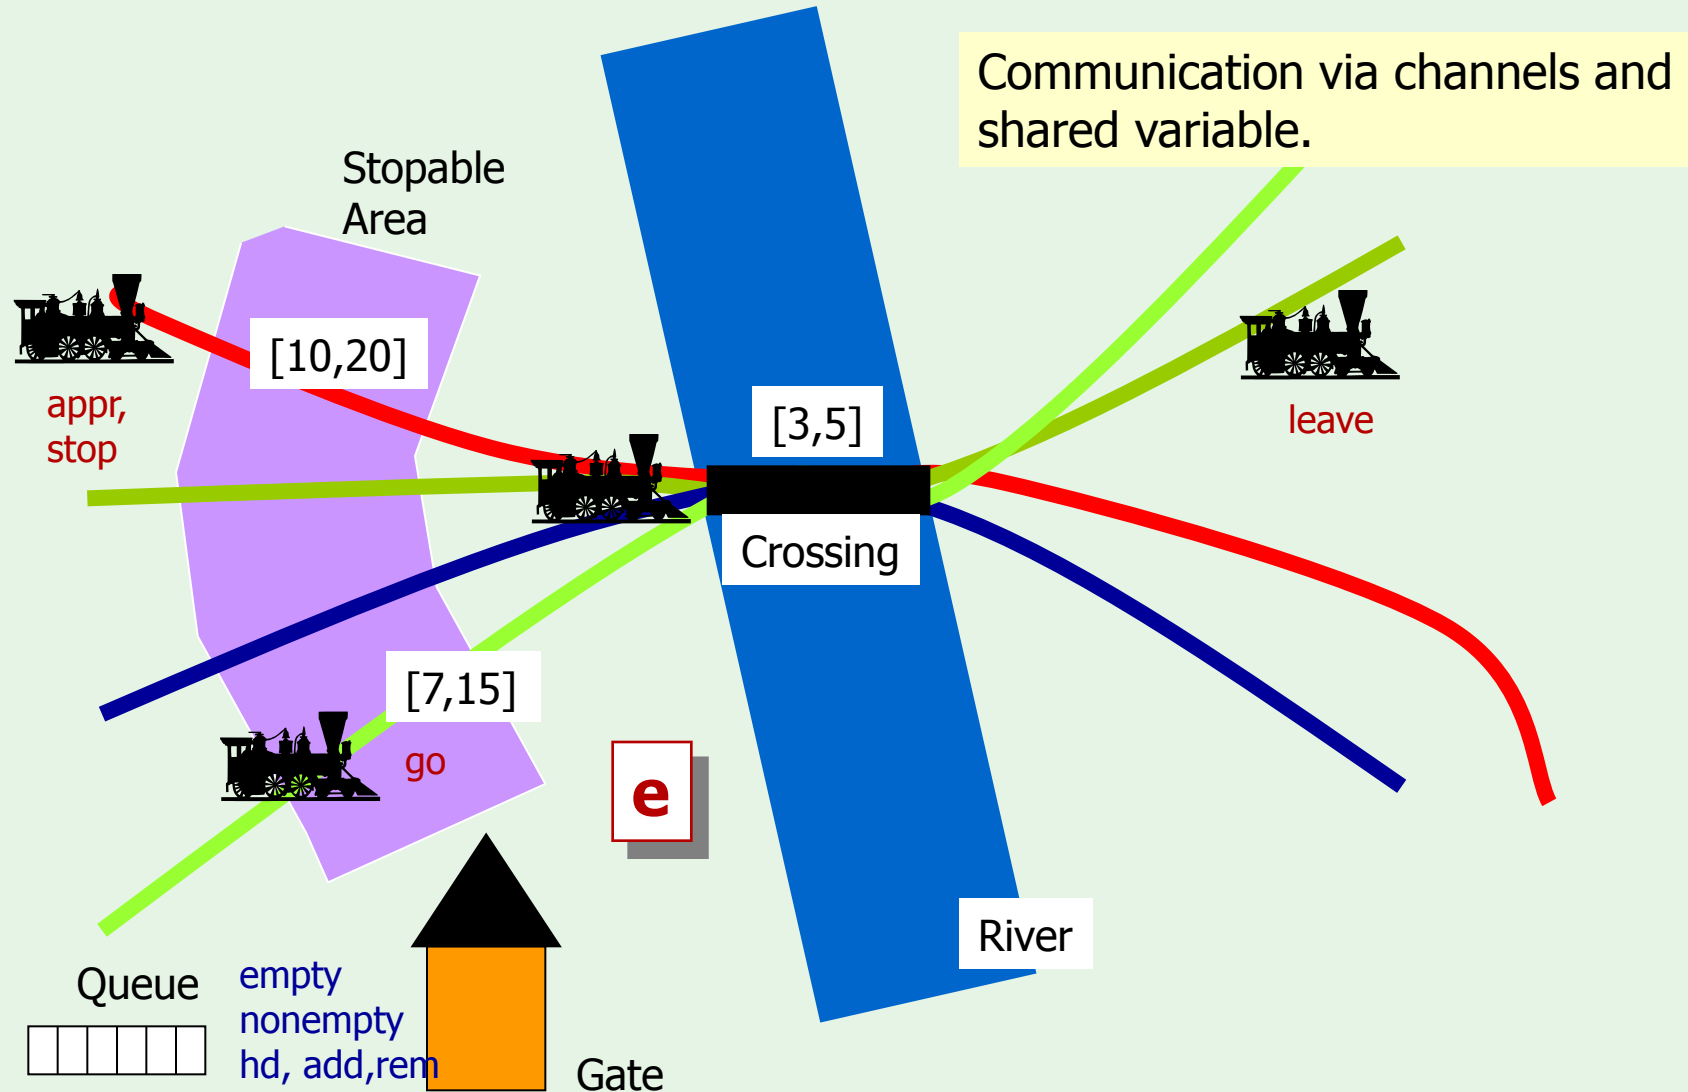 Communication via channels and
shared variable.
Stopable
Area
[10,20]
appr,
stop
[3,5]
leave
Crossing
[7,15]
go
e
River
Queue
empty
nonempty
hd, add,rem
Gate